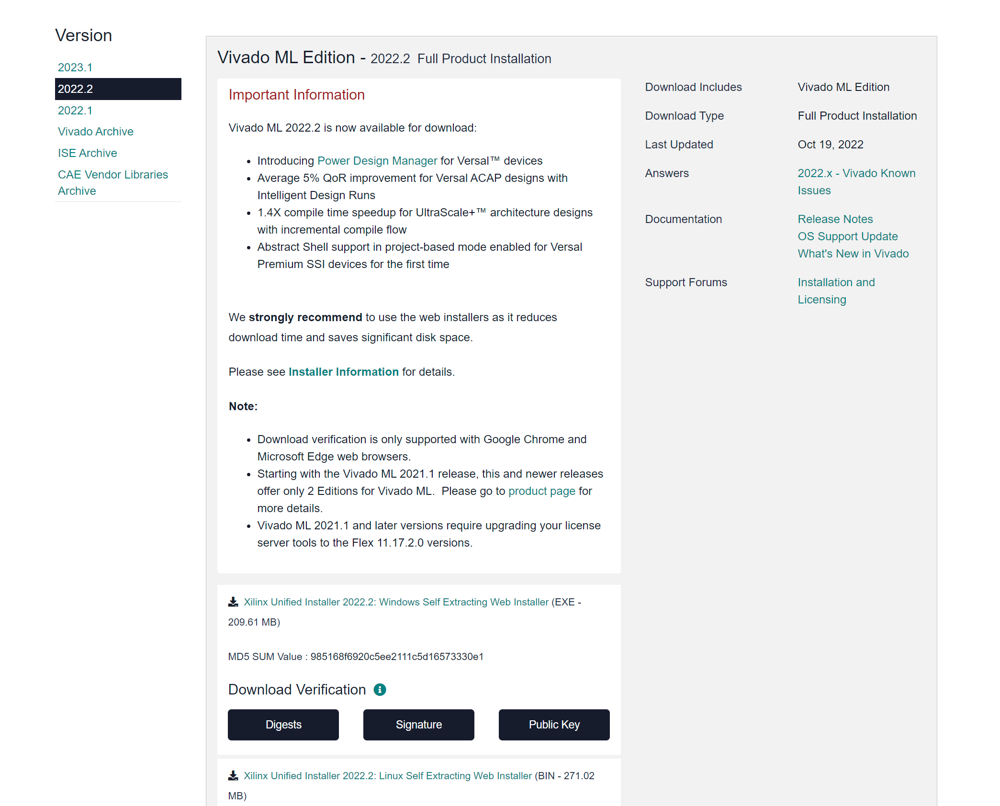 Version
2023.1
2022.2
2022.1
Vivado Archive
ISE Archive
CAE Vendor Libraries
Archive
Vivado ML Edition - 2022.2 Full Product Installation
Important Information
Vivado ML 2022.2 is now available for download:
Introducing Power Design Manager for Versal™ devices
Average 5% QoR improvement for Versal ACAP designs with
Intelligent Design Runs
1.4X compile time speedup for UltraScale+™ architecture designs
with incremental compile flow
Abstract Shell support in project-based mode enabled for Versal
Premium SSI devices for the first time
We strongly recommend to use the web installers as it reduces
download time and saves significant disk space.
Please see Installer Information for details.
Note:
Download verification is only supported with Google Chrome and
Microsoft Edge web browsers.
Starting with the Vivado ML 2021.1 release, this and newer releases
offer only 2 Editions for Vivado ML. Please go to product page for
more details.
Vivado ML 2021.1 and later versions require upgrading your license
server tools to the Flex 11.17.2.0 versions.
Xilinx Unified Installer 2022.2: Windows Self Extracting Web Installer (EXE -
209.61 MB)
MD5 SUM Value : 985168f6920c5ee2111c5d16573330e1
Download Verification
Digests
Signature
Public Key
Xilinx Unified Installer 2022.2: Linux Self Extracting Web Installer (BIN - 271.02
MB)
Download Includes
Vivado ML Edition
Download Type
Full Product Installation
Last Updated
Oct 19, 2022
Answers
2022.x - Vivado Known
Issues
Documentation
Release Notes
OS Support Update
What's New in Vivado
Support Forums
Installation and
Licensing